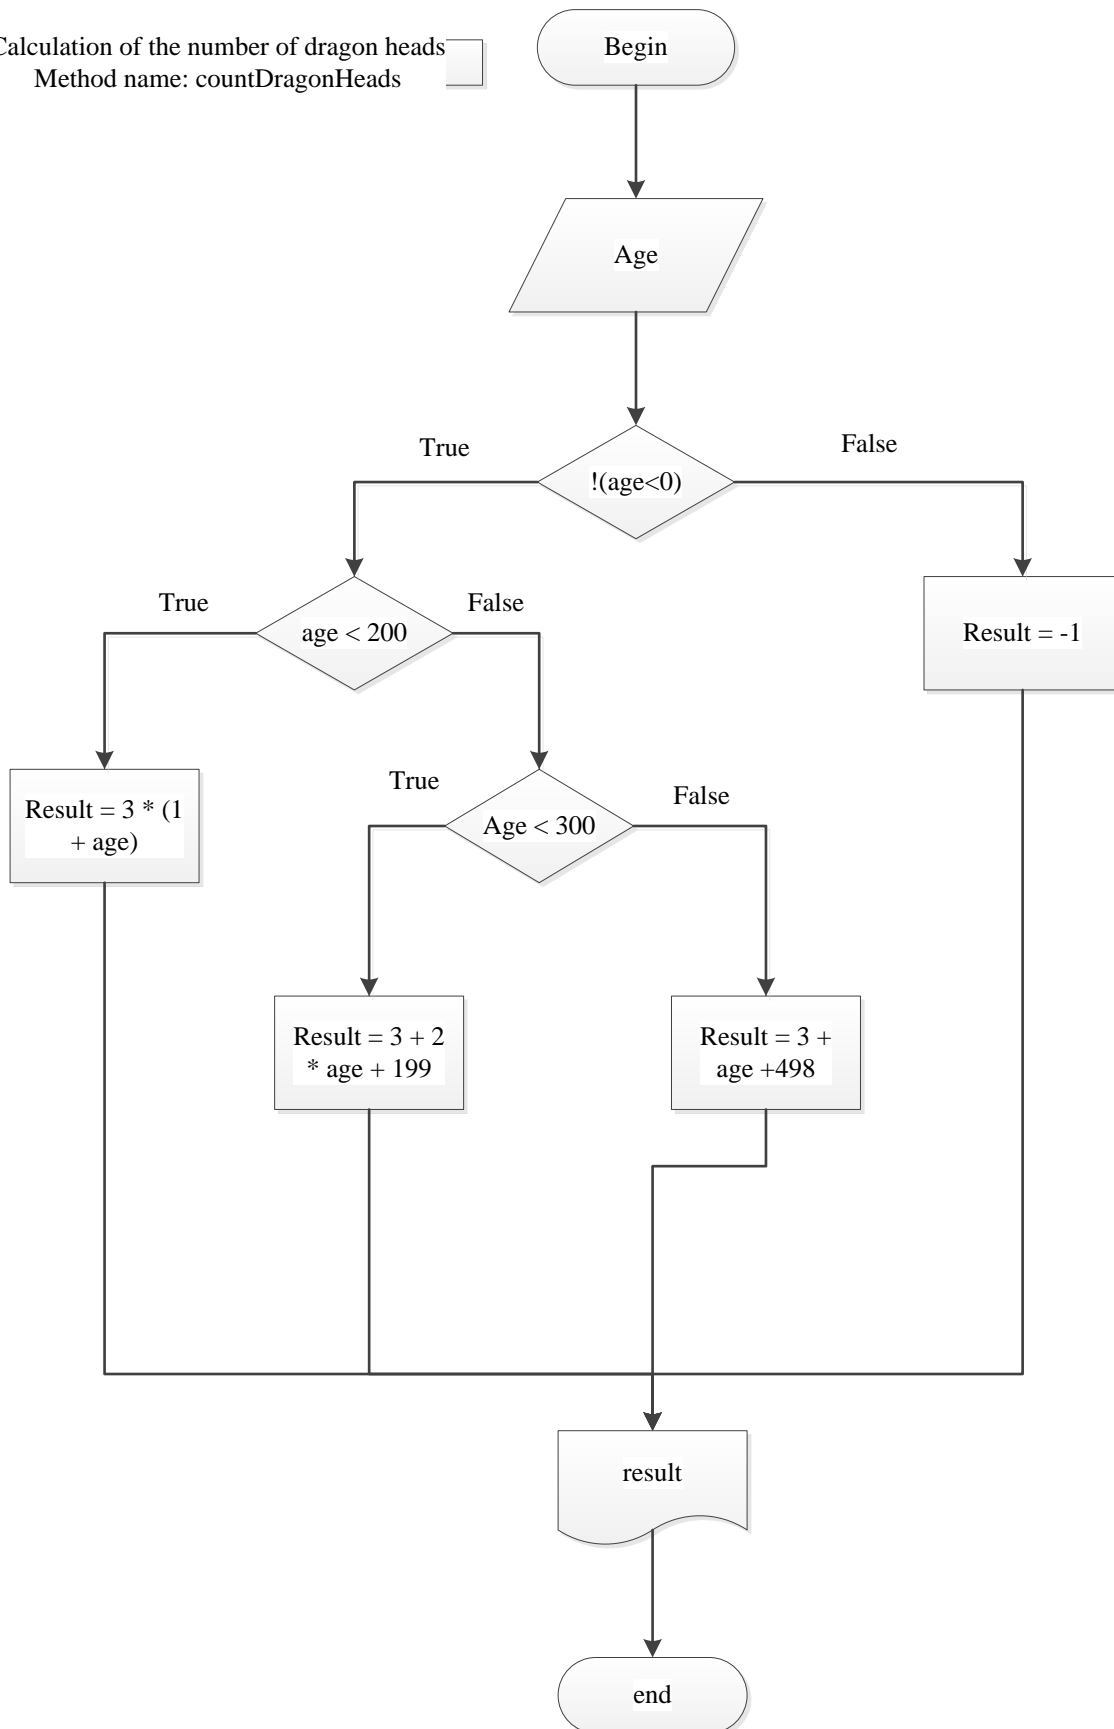 Calculation of the number of dragon heads
Method name: countDragonHeads
Begin
Age
!(age<0)
True
False
age < 200
True
False
Result = -1
Result = 3 * (1
+ age)
Age < 300
True
False
Result = 3 + 2
* age + 199
Result = 3 +
age +498
result
end